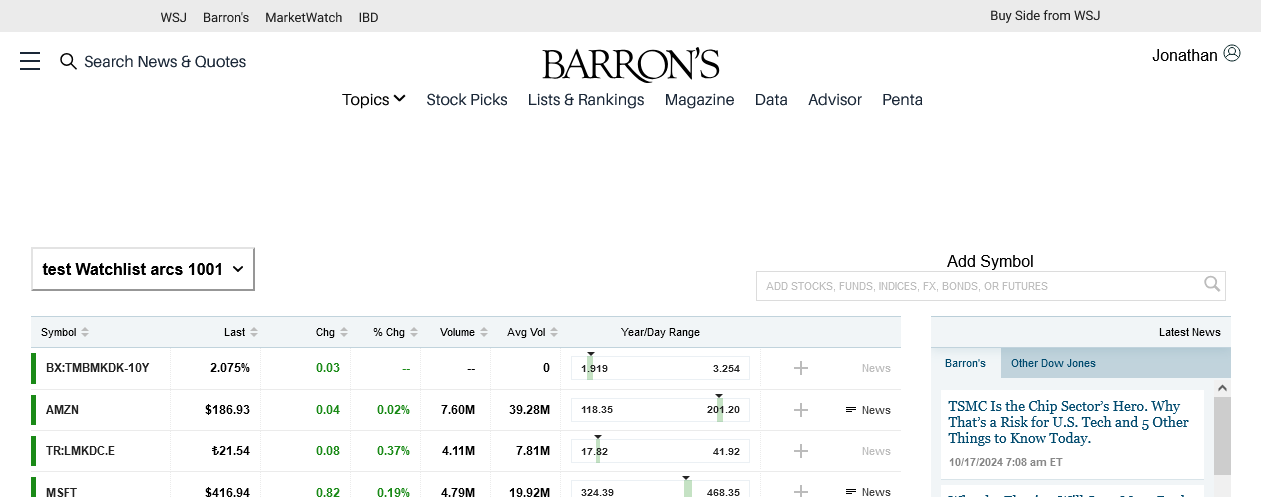 WSJ Barron's MarketWatch IBD Buy Side from WSJ
Search News & Quotes BARRON'S Jonathan
Topics Stock Picks Lists & Rankings Magazine Data Advisor Penta
test Watchlist arcs 1001
Add Symbol
ADD STOCKS, FUNDS, INDICES, FX, BONDS, OR FUTURES
Symbol Last Chg % Chg Volume Avg Vol Year/Day Range
BX:TMBMKDK-10Y 2.075% 0.03 -- -- 0 1.919 3.254 News
AMZN $186.93 0.04 0.02% 7.60M 39.28M 118.35 201.20 News
TR:LMKDC.E ₺21.54 0.08 0.37% 4.11M 7.81M 17.82 41.92 News
MSFT $416.94 0.82 0.19% 4.79M 19.92M 324.39 468.35 News
Latest News
Barron's Other Dow Jones
TSMC Is the Chip Sector's Hero. Why
That's a Risk for U.S. Tech and 5 Other
Things to Know Today.
10/17/2024 7:08 am ET